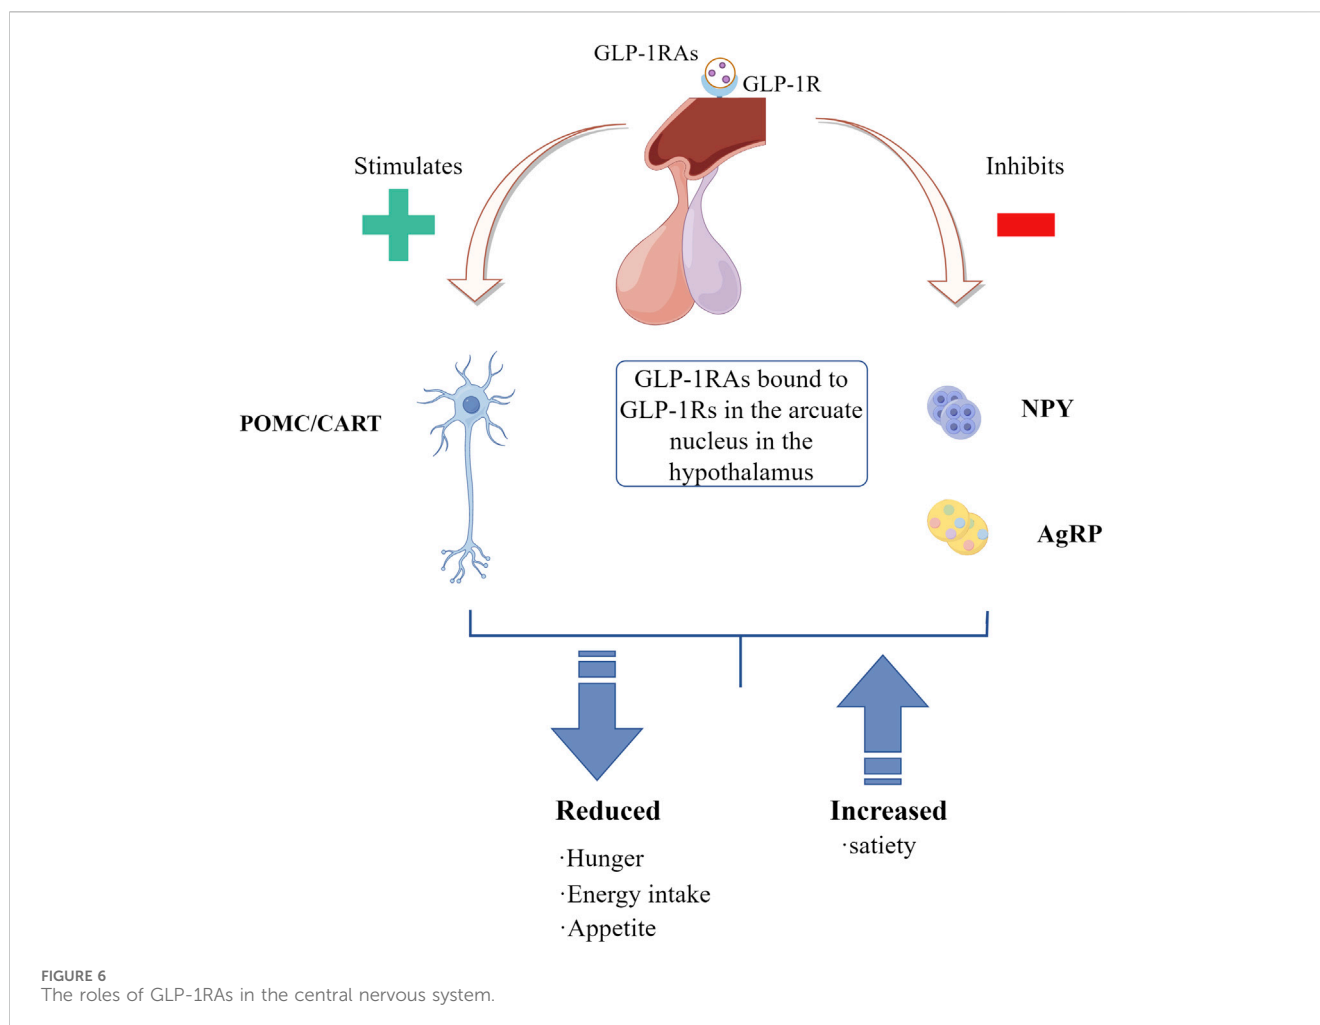 GLP-1RAs
GLP-1R
Stimulates
Inhibits
POMC/CART
GLP-1RAs bound to
GLP-1Rs in the arcuate
nucleus in the
hypothalamus
NPY
AgRP
Reduced
·Hunger
·Energy intake
·Appetite
Increased
·satiety
FIGURE 6
The roles of GLP-1RAs in the central nervous system.